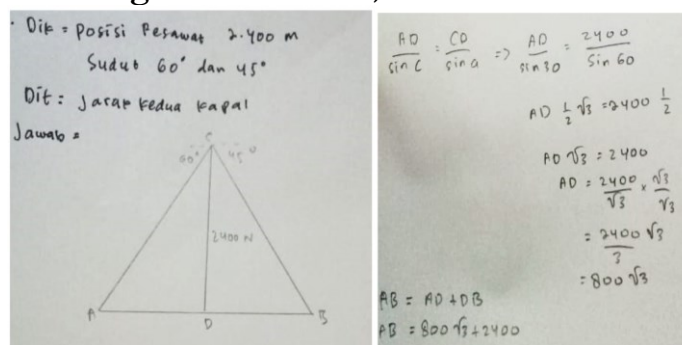 Dik = Posisi Pesawat 2.400 m
Sudut 60° dan 45°
Dit : Jarak kedua kapal
Jawab =
C
60° 45°
2400 M
A D B
AD/sin C = CD/sin a => AD/sin 30 = 2400/sin 60
AD 1/2 √3 = 2400 1/2
AD √3 = 2400
AD = 2400/√3 × √3/√3
= 2400/3 √3
= 800 √3
AB = AD + DB
AB = 800 √3 + 2400